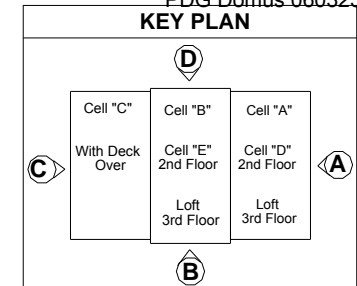 KEY PLAN
D
Cell "C"
With Deck
Over
Cell "B"
Cell "E"
2nd Floor
Loft
3rd Floor
Cell "A"
Cell "D"
2nd Floor
Loft
3rd Floor
C
A
B